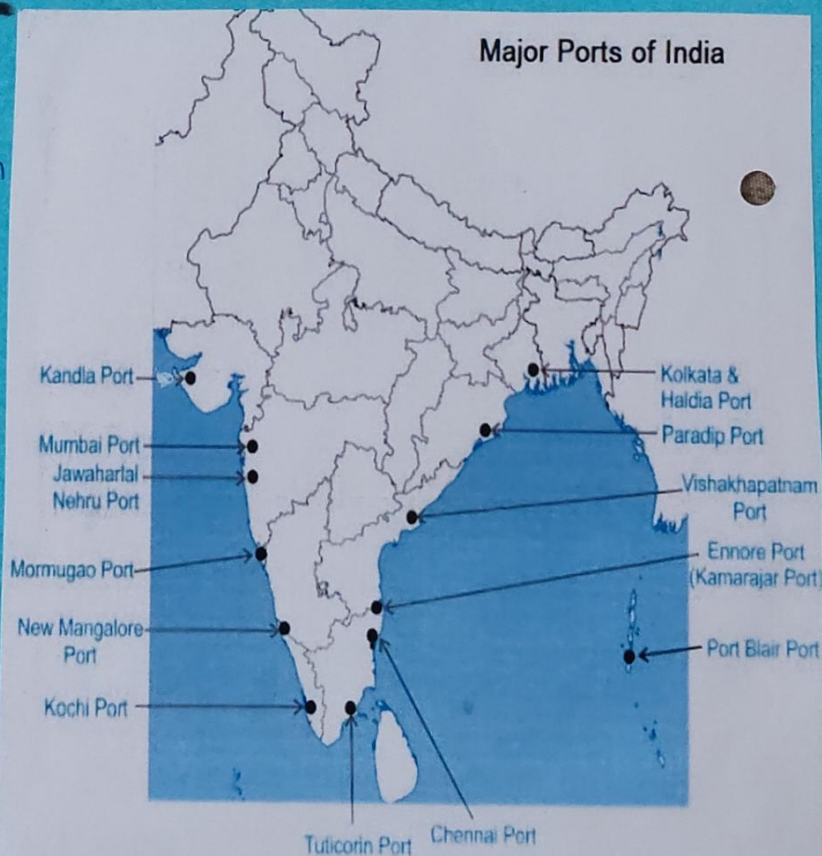 Major Ports of India
Kandla Port
Mumbai Port
Jawaharlal
Nehru Port
Mormugao Port
New Mangalore
Port
Kochi Port
Tuticorin Port
Chennai Port
Kolkata &
Haldia Port
Paradip Port
Vishakhapatnam
Port
Ennore Port
(Kamarajar Port)
Port Blair Port